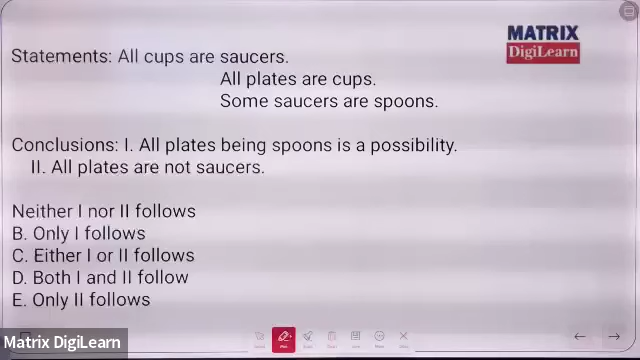 MATRIX
DigiLearn
Statements: All cups are saucers.
All plates are cups.
Some saucers are spoons.
Conclusions: I. All plates being spoons is a possibility.
II. All plates are not saucers.
Neither I nor II follows
B. Only I follows
C. Either I or II follows
D. Both I and II follow
E. Only II follows
Matrix DigiLearn